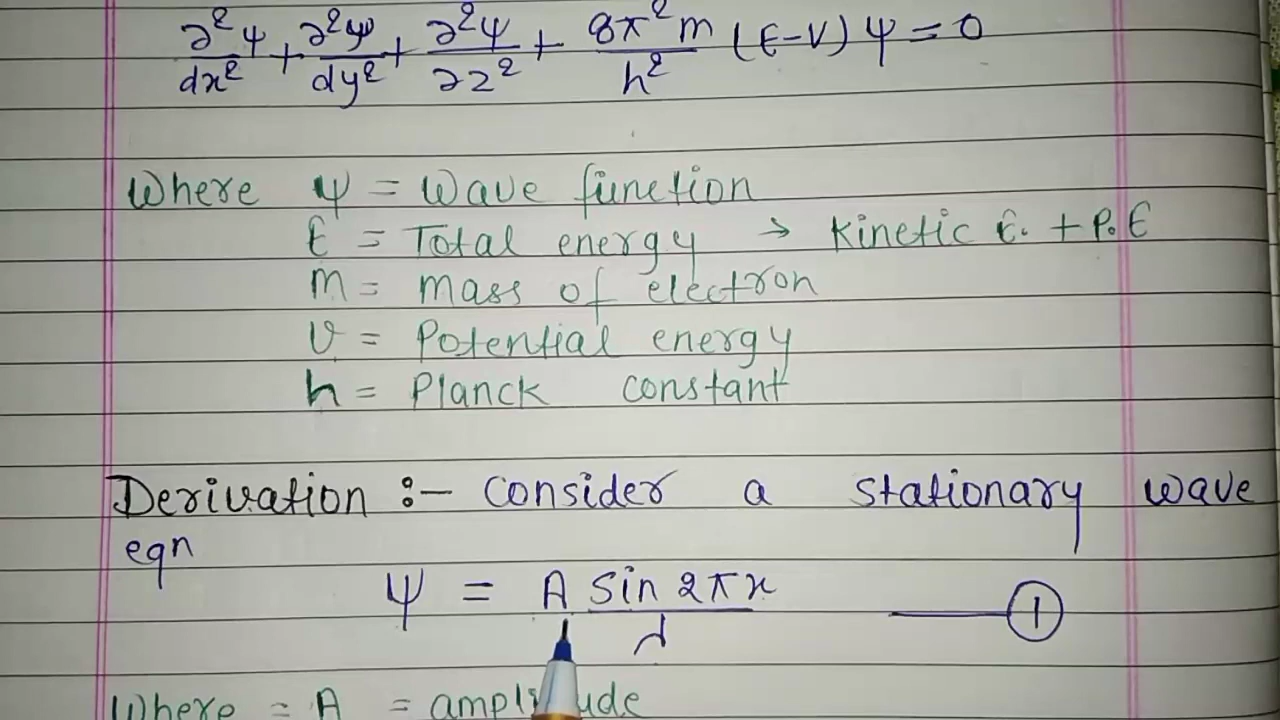 ∂²ψ/dx² + ∂²ψ/dy² + ∂²ψ/∂z² + 8π²m/h² (E-V) ψ = 0
Where ψ = Wave function
E = Total energy → Kinetic E. + P.E
m = mass of electron
V = Potential energy
h = Planck constant
Derivation :- Consider a stationary wave
eqn
ψ = A sin 2πx/λ —— ①
Where = A = amplitude